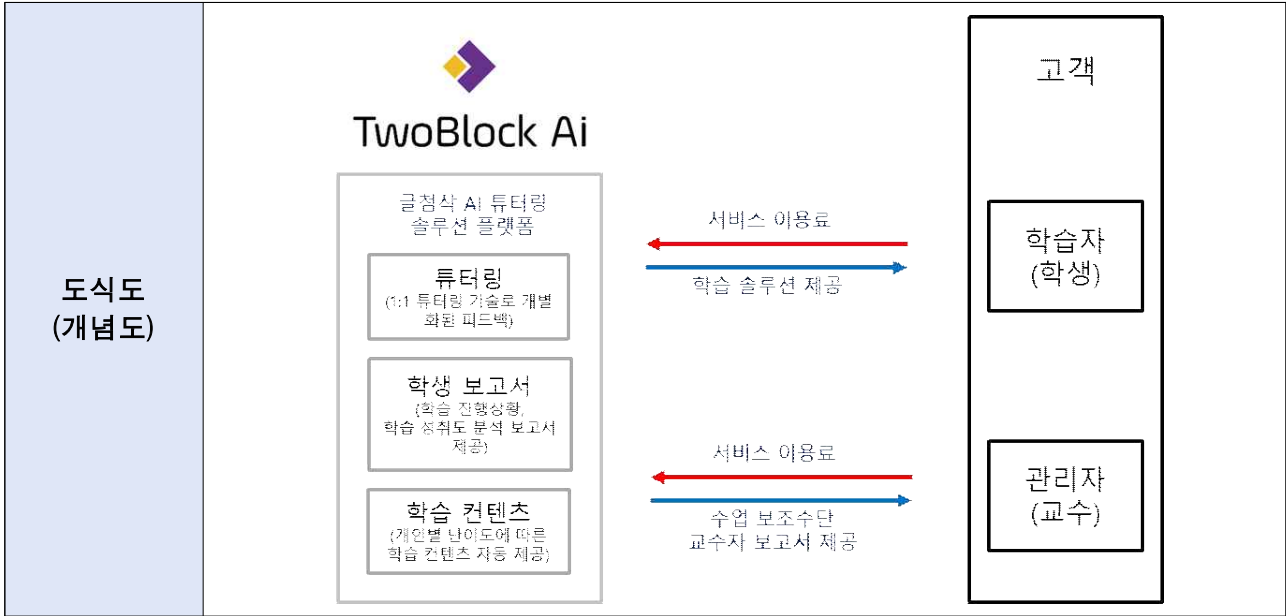 도식도
(개념도)
TwoBlock Ai
글첨삭 AI 튜터링
솔루션 플랫폼
튜터링
(1:1 튜터링 기술로 개별
화된 피드백)
학생 보고서
(학습 진행상황,
학습 성취도 분석 보고서
제공)
학습 컨텐츠
(개인별 난이도에 따른
학습 컨텐츠 자동 제공)
서비스 이용료
학습 솔루션 제공
서비스 이용료
수업 보조수단
교수자 보고서 제공
고객
학습자
(학생)
관리자
(교수)